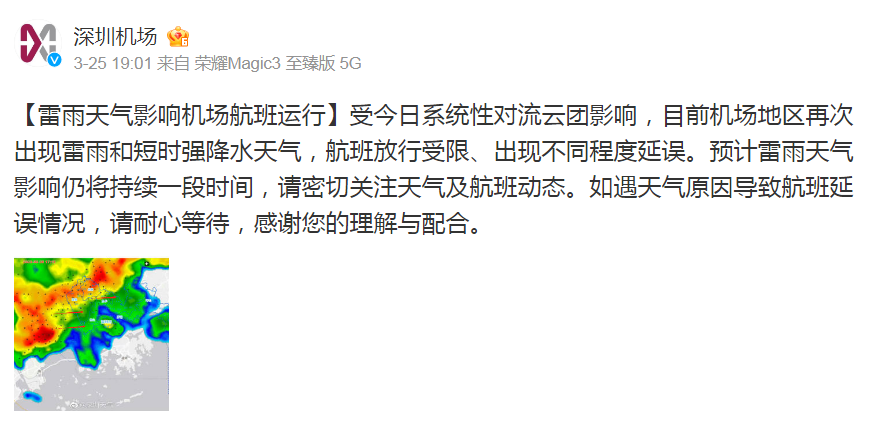 深圳机场
3-25 19:01 来自 荣耀Magic3 至臻版 5G
【雷雨天气影响机场航班运行】受今日系统性对流云团影响，目前机场地区再次
出现雷雨和短时强降水天气，航班放行受限、出现不同程度延误。预计雷雨天气
影响仍将持续一段时间，请密切关注天气及航班动态。如遇天气原因导致航班延
误情况，请耐心等待，感谢您的理解与配合。